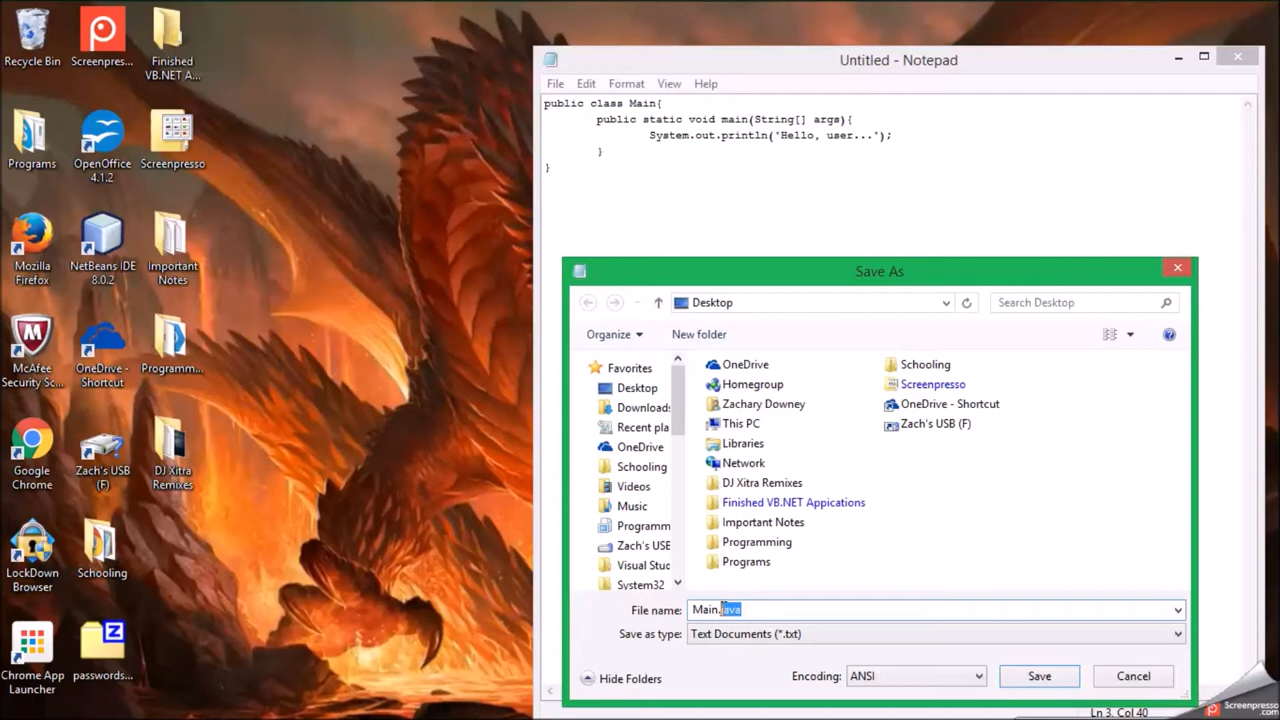 Recycle Bin
Screenpres...
Finished
VB.NET A...
Programs
OpenOffice
4.1.2
Screenpresso
Mozilla
Firefox
NetBeans IDE
8.0.2
Important
Notes
McAfee
Security Sc...
OneDrive -
Shortcut
Programm...
Google
Chrome
Zach's USB
(F)
DJ Xitra
Remixes
LockDown
Browser
Schooling
Chrome App
Launcher
passwords...
Untitled - Notepad
File Edit Format View Help
public class Main{
public static void main(String[] args){
System.out.println("Hello, user...");
}
}
Save As
Desktop
Search Desktop
Organize
New folder
Favorites
Desktop
Downloads
Recent pla
OneDrive
Schooling
Videos
Music
Programm
Zach's USB
Visual Stud
System32
OneDrive
Homegroup
Zachary Downey
This PC
Libraries
Network
DJ Xitra Remixes
Finished VB.NET Appications
Important Notes
Programming
Programs
Schooling
Screenpresso
OneDrive - Shortcut
Zach's USB (F)
File name: Main.java
Save as type: Text Documents (*.txt)
Hide Folders
Encoding: ANSI
Save
Cancel
Ln 3, Col 40
Screenpresso
.com